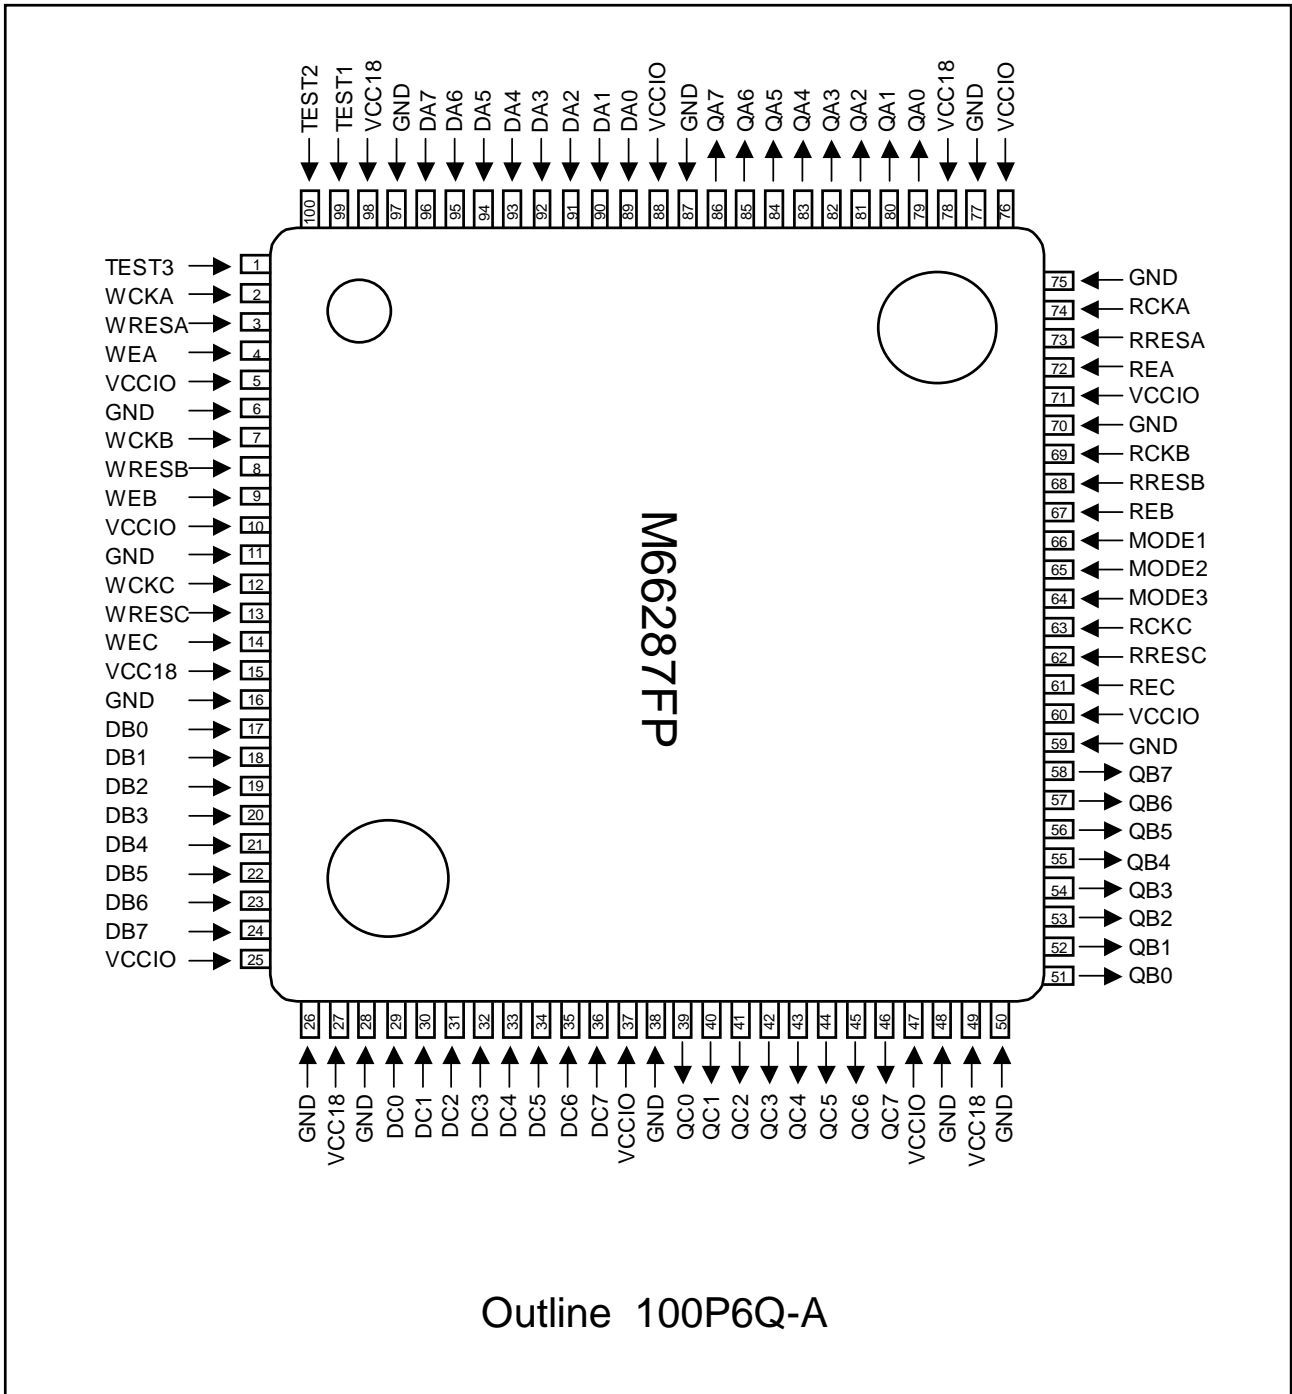 TEST2 TEST1 VCC18 GND DA7 DA6 DA5 DA4 DA3 DA2 DA1 DA0 VCCIO GND QA7 QA6 QA5 QA4 QA3 QA2 QA1 QA0 VCC18 GND VCCIO
100 99 98 97 96 95 94 93 92 91 90 89 88 87 86 85 84 83 82 81 80 79 78 77 76
TEST3 1
WCKA 2
WRESA 3
WEA 4
VCCIO 5
GND 6
WCKB 7
WRESB 8
WEB 9
VCCIO 10
GND 11
WCKC 12
WRESC 13
WEC 14
VCC18 15
GND 16
DB0 17
DB1 18
DB2 19
DB3 20
DB4 21
DB5 22
DB6 23
DB7 24
VCCIO 25
M66287FP
75 GND
74 RCKA
73 RRESA
72 REA
71 VCCIO
70 GND
69 RCKB
68 RRESB
67 REB
66 MODE1
65 MODE2
64 MODE3
63 RCKC
62 RRESC
61 REC
60 VCCIO
59 GND
58 QB7
57 QB6
56 QB5
55 QB4
54 QB3
53 QB2
52 QB1
51 QB0
26 27 28 29 30 31 32 33 34 35 36 37 38 39 40 41 42 43 44 45 46 47 48 49 50
GND VCC18 GND DC0 DC1 DC2 DC3 DC4 DC5 DC6 DC7 VCCIO GND QC0 QC1 QC2 QC3 QC4 QC5 QC6 QC7 VCCIO GND VCC18 GND
Outline 100P6Q-A